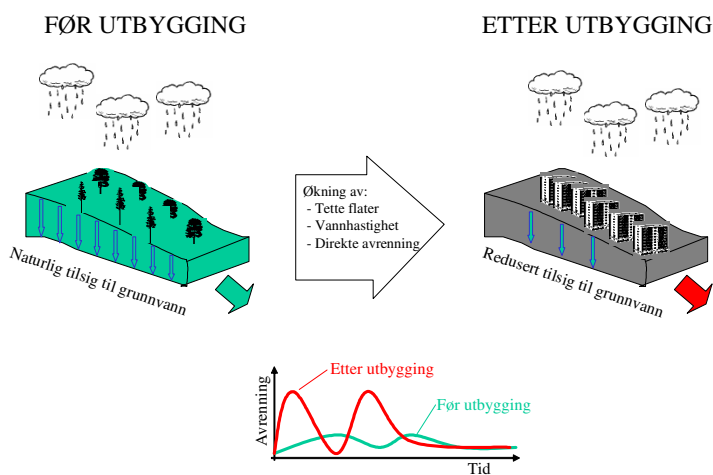 FØR UTBYGGING
ETTER UTBYGGING
Økning av:
- Tette flater
- Vannhastighet
- Direkte avrenning
Naturlig tilsig til grunnvann
Redusert tilsig til grunnvann
Etter utbygging
Før utbygging
Avrenning
Tid